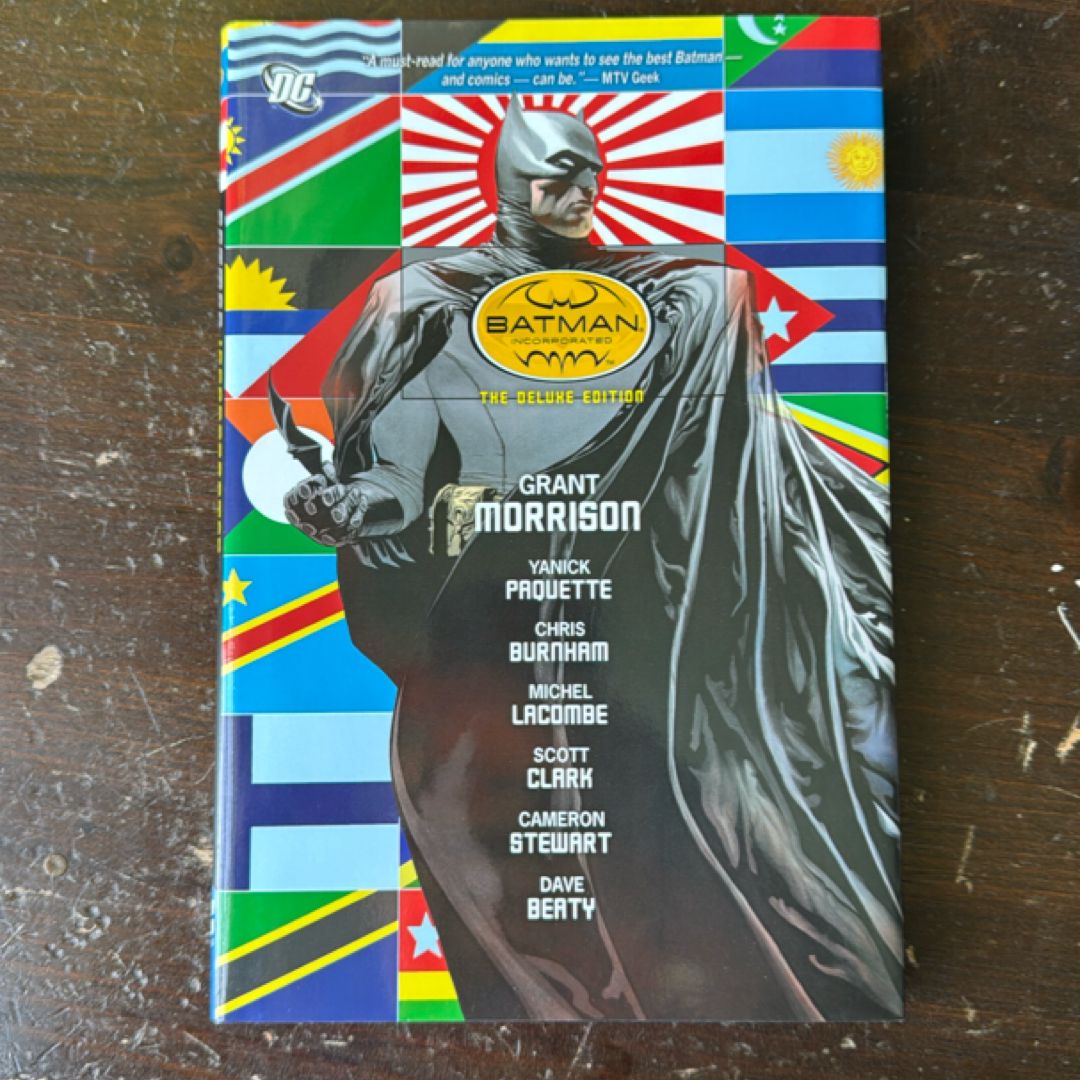 "A must-read for anyone who wants to see the best Batman —
and comics — can be." — MTV Geek
DC
BATMAN
INCORPORATED
TM
THE DELUXE EDITION
GRANT
MORRISON
YANICK
PAQUETTE
CHRIS
BURNHAM
MICHEL
LACOMBE
SCOTT
CLARK
CAMERON
STEWART
DAVE
BEATY